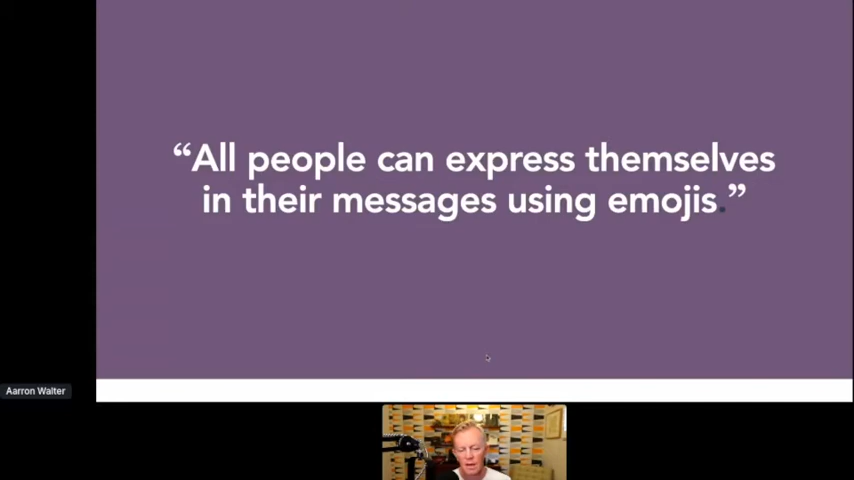 “All people can express themselves
in their messages using emojis.”
Aarron Walter